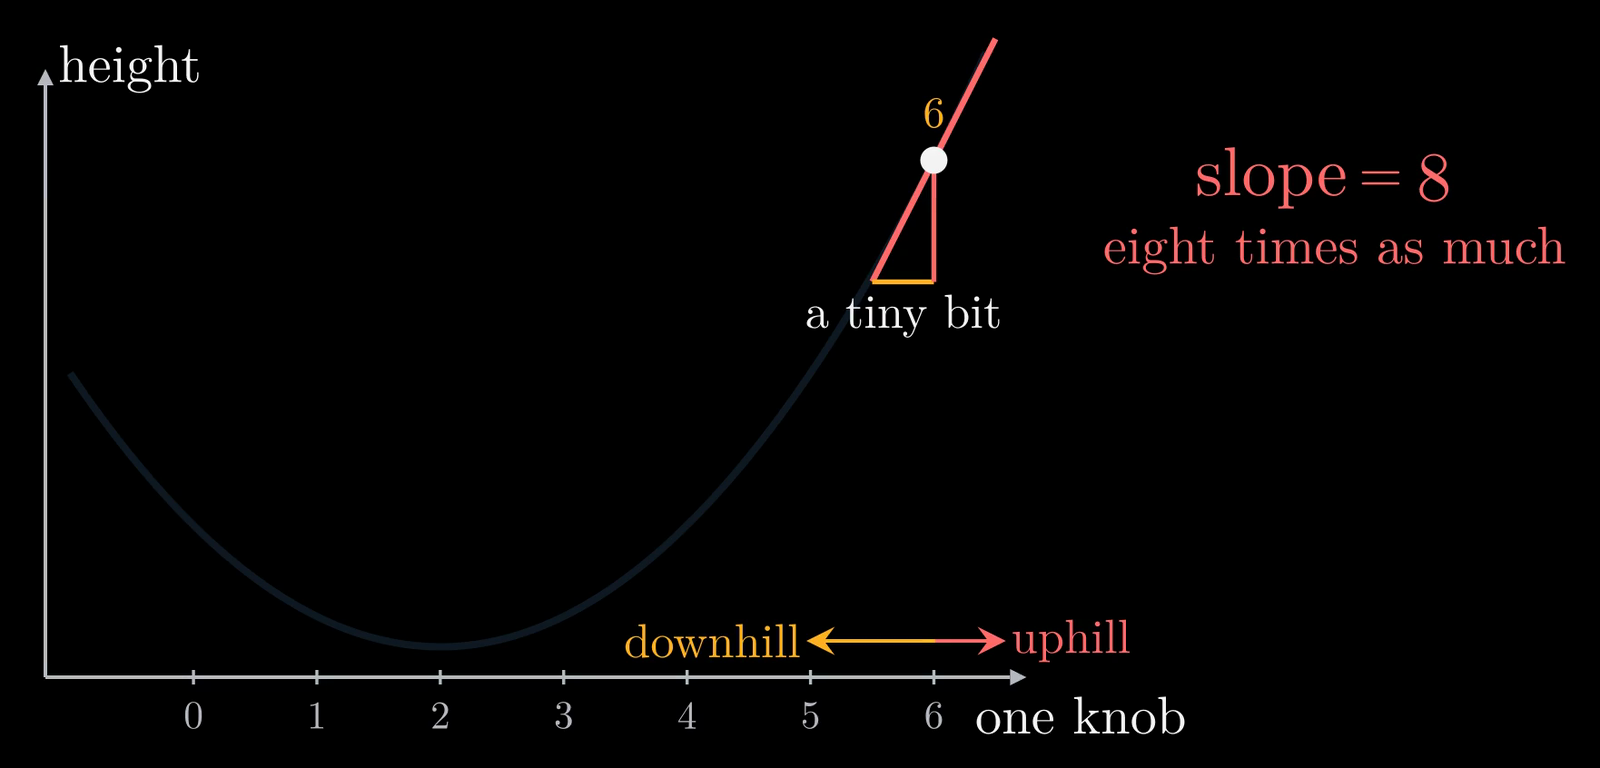 height
6
slope = 8
eight times as much
a tiny bit
downhill
uphill
0 1 2 3 4 5 6
one knob